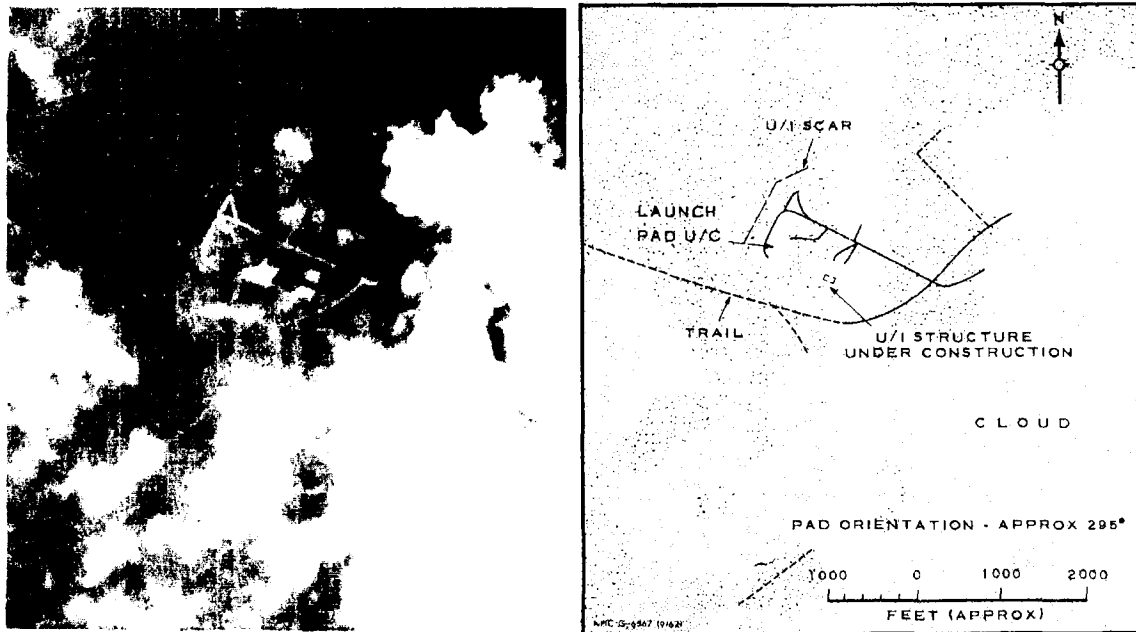 N
U/I SCAR
LAUNCH
PAD U/C
TRAIL
U/I STRUCTURE
UNDER CONSTRUCTION
CLOUD
PAD ORIENTATION - APPROX 295°
1000 0 1000 2000
FEET (APPROX)